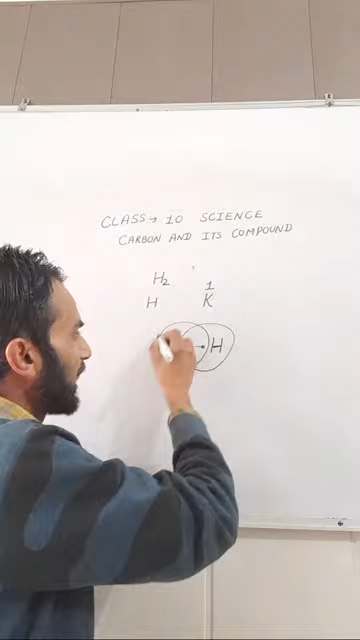 CLASS → 10 SCIENCE
CARBON AND ITS COMPOUND
H₂ 1
H K
H